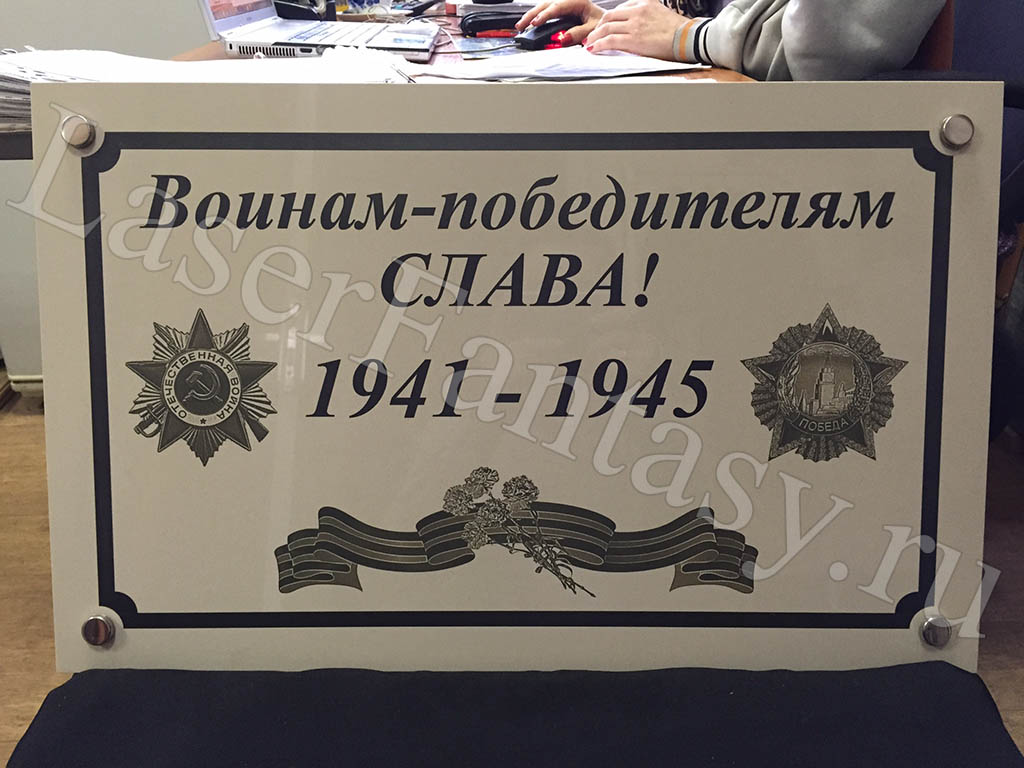 Воинам-победителям
СЛАВА!
1941 - 1945
ОТЕЧЕСТВЕННАЯ ВОЙНА
ПОБЕДА
LaserFantasy.ru